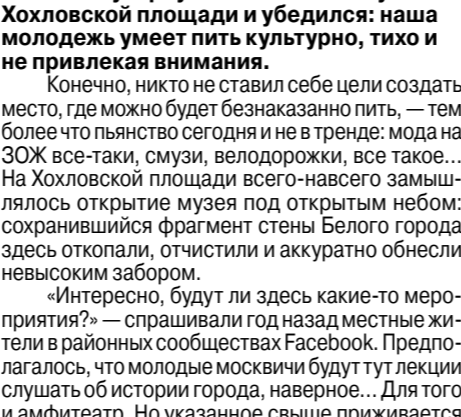 Хохловской площади и убедился: наша
молодежь умеет пить культурно, тихо и
не привлекая внимания.
Конечно, никто не ставил себе цели создать
место, где можно будет безнаказанно пить, — тем
более что пьянство сегодня и не в тренде: мода на
ЗОЖ все-таки, смузи, велодорожки, все такое...
На Хохловской площади всего-навсего замыш-
лялось открытие музея под открытым небом:
сохранившийся фрагмент стены Белого города
здесь откопали, отчистили и аккуратно обнесли
невысоким забором.
«Интересно, будут ли здесь какие-то меро-
приятия?» — спрашивали год назад местные жи-
тели в районных сообществах Facebook. Предпо-
лагалось, что молодые москвичи будут тут лекции
слушать об истории города, наверное... Для того
и амфитеатр. Но указанное свыше приживается